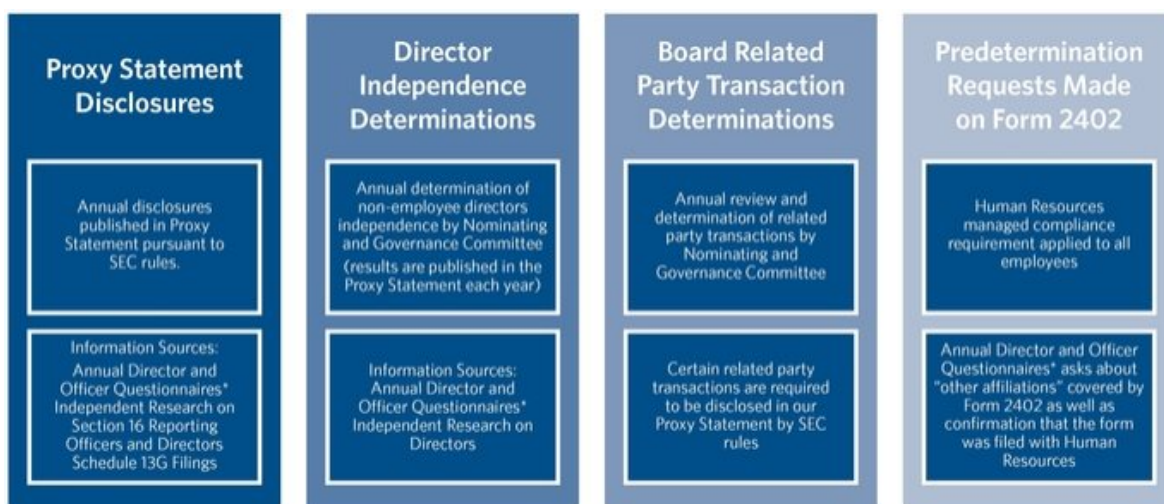 Proxy Statement
Disclosures
Annual disclosures
published in Proxy
Statement pursuant to
SEC rules.
Information Sources:
Annual Director and
Officer Questionnaires*
Independent Research on
Section 16 Reporting
Officers and Directors
Schedule 13G Filings
Director
Independence
Determinations
Annual determination of
non-employee directors
independence by Nominating
and Governance Committee
(results are published in the
Proxy Statement each year)
Information Sources:
Annual Director and
Officer Questionnaires*
Independent Research on
Directors
Board Related
Party Transaction
Determinations
Annual review and
determination of related
party transactions by
Nominating and
Governance Committee
Certain related party
transactions are required
to be disclosed in our
Proxy Statement by SEC
rules
Predetermination
Requests Made
on Form 2402
Human Resources
managed compliance
requirement applied to all
employees
Annual Director and Officer
Questionnaires* asks about
"other affiliations" covered by
Form 2402 as well as
confirmation that the form
was filed with Human
Resources